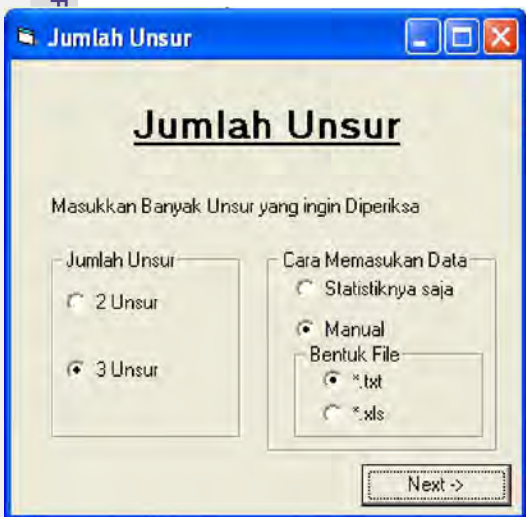 Jumlah Unsur
Jumlah Unsur
Masukkan Banyak Unsur yang ingin Diperiksa
Jumlah Unsur
2 Unsur
3 Unsur
Cara Memasukan Data
Statistiknya saja
Manual
Bentuk File
*.txt
*.xls
Next ->